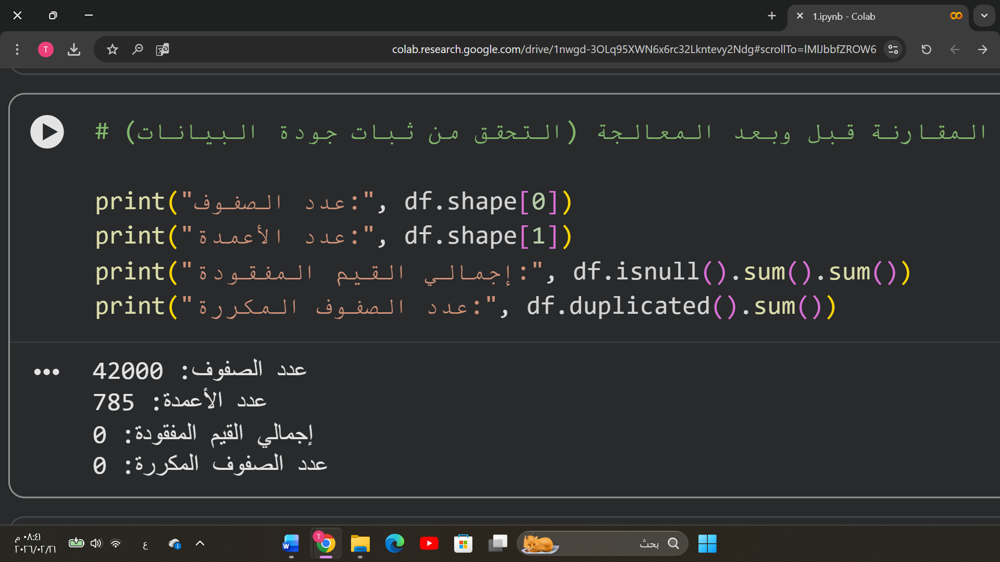 1.ipynb - Colab
colab.research.google.com/drive/1nwgd-3OLq95XWN6x6rc32Lkntevy2Ndg#scrollTo=lMlJbbfZROW6
T
# المقارنة قبل وبعد المعالجة (التحقق من ثبات جودة البيانات)
print("عدد الصفوف:", df.shape[0])
print("عدد الأعمدة:", df.shape[1])
print("إجمالي القيم المفقودة:", df.isnull().sum().sum())
print("عدد الصفوف المكررة:", df.duplicated().sum())
عدد الصفوف: 42000
عدد الأعمدة: 785
إجمالي القيم المفقودة: 0
عدد الصفوف المكررة: 0
بحث
ع
٠٨:٤١ م
٢٠٢٦/٠٢/٢١